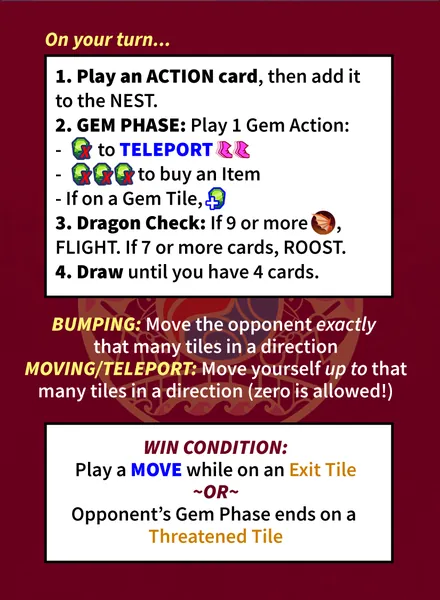 On your turn...
1. Play an ACTION card, then add it
to the NEST.
2. GEM PHASE: Play 1 Gem Action:
- to TELEPORT
- to buy an Item
- If on a Gem Tile,
3. Dragon Check: If 9 or more ,
FLIGHT. If 7 or more cards, ROOST.
4. Draw until you have 4 cards.
BUMPING: Move the opponent exactly
that many tiles in a direction
MOVING/TELEPORT: Move yourself up to that
many tiles in a direction (zero is allowed!)
WIN CONDITION:
Play a MOVE while on an Exit Tile
~OR~
Opponent's Gem Phase ends on a
Threatened Tile